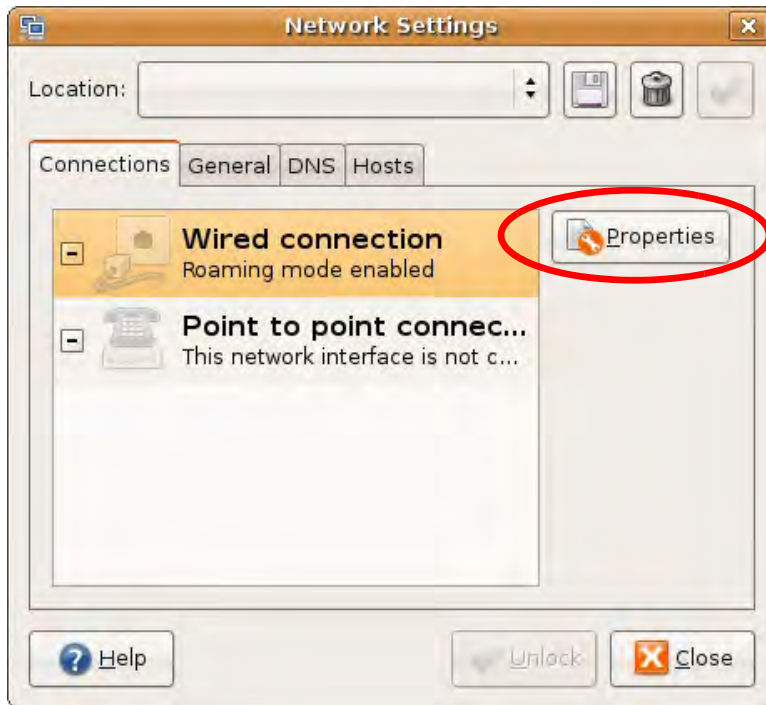 Network Settings
Location:
Connections General DNS Hosts
Wired connection
Roaming mode enabled
Properties
Point to point connec...
This network interface is not c...
Help Unlock Close